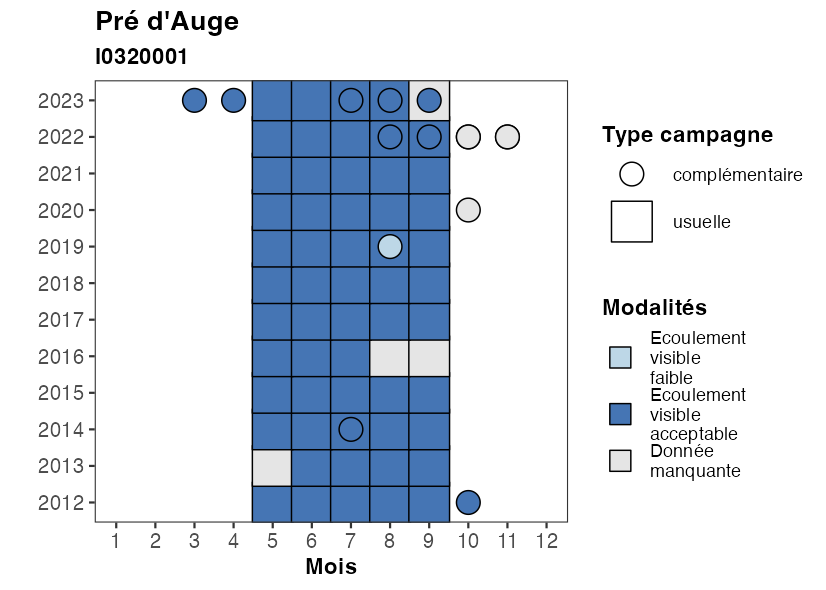 Pré d'Auge
I0320001
2023
2022
2021
2020
2019
2018
2017
2016
2015
2014
2013
2012
1 2 3 4 5 6 7 8 9 10 11 12
Mois
Type campagne
complémentaire
usuelle
Modalités
Ecoulement
visible
faible
Ecoulement
visible
acceptable
Donnée
manquante